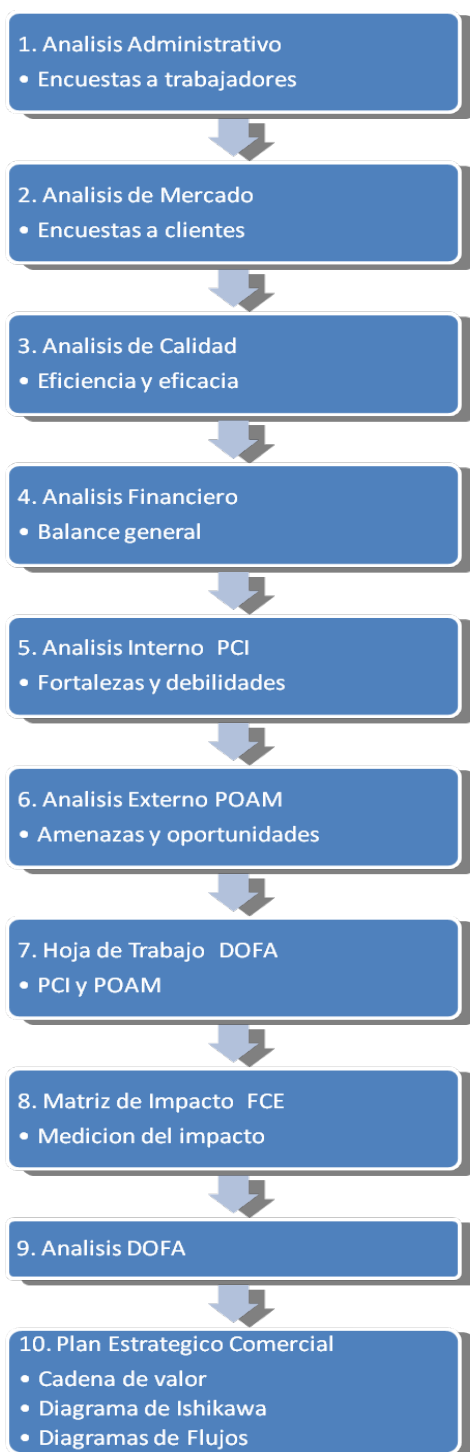 1. Analisis Administrativo
• Encuestas a trabajadores
2. Analisis de Mercado
• Encuestas a clientes
3. Analisis de Calidad
• Eficiencia y eficacia
4. Analisis Financiero
• Balance general
5. Analisis Interno PCI
• Fortalezas y debilidades
6. Analisis Externo POAM
• Amenazas y oportunidades
7. Hoja de Trabajo DOFA
• PCI y POAM
8. Matriz de Impacto FCE
• Medicion del impacto
9. Analisis DOFA
10. Plan Estrategico Comercial
• Cadena de valor
• Diagrama de Ishikawa
• Diagramas de Flujos